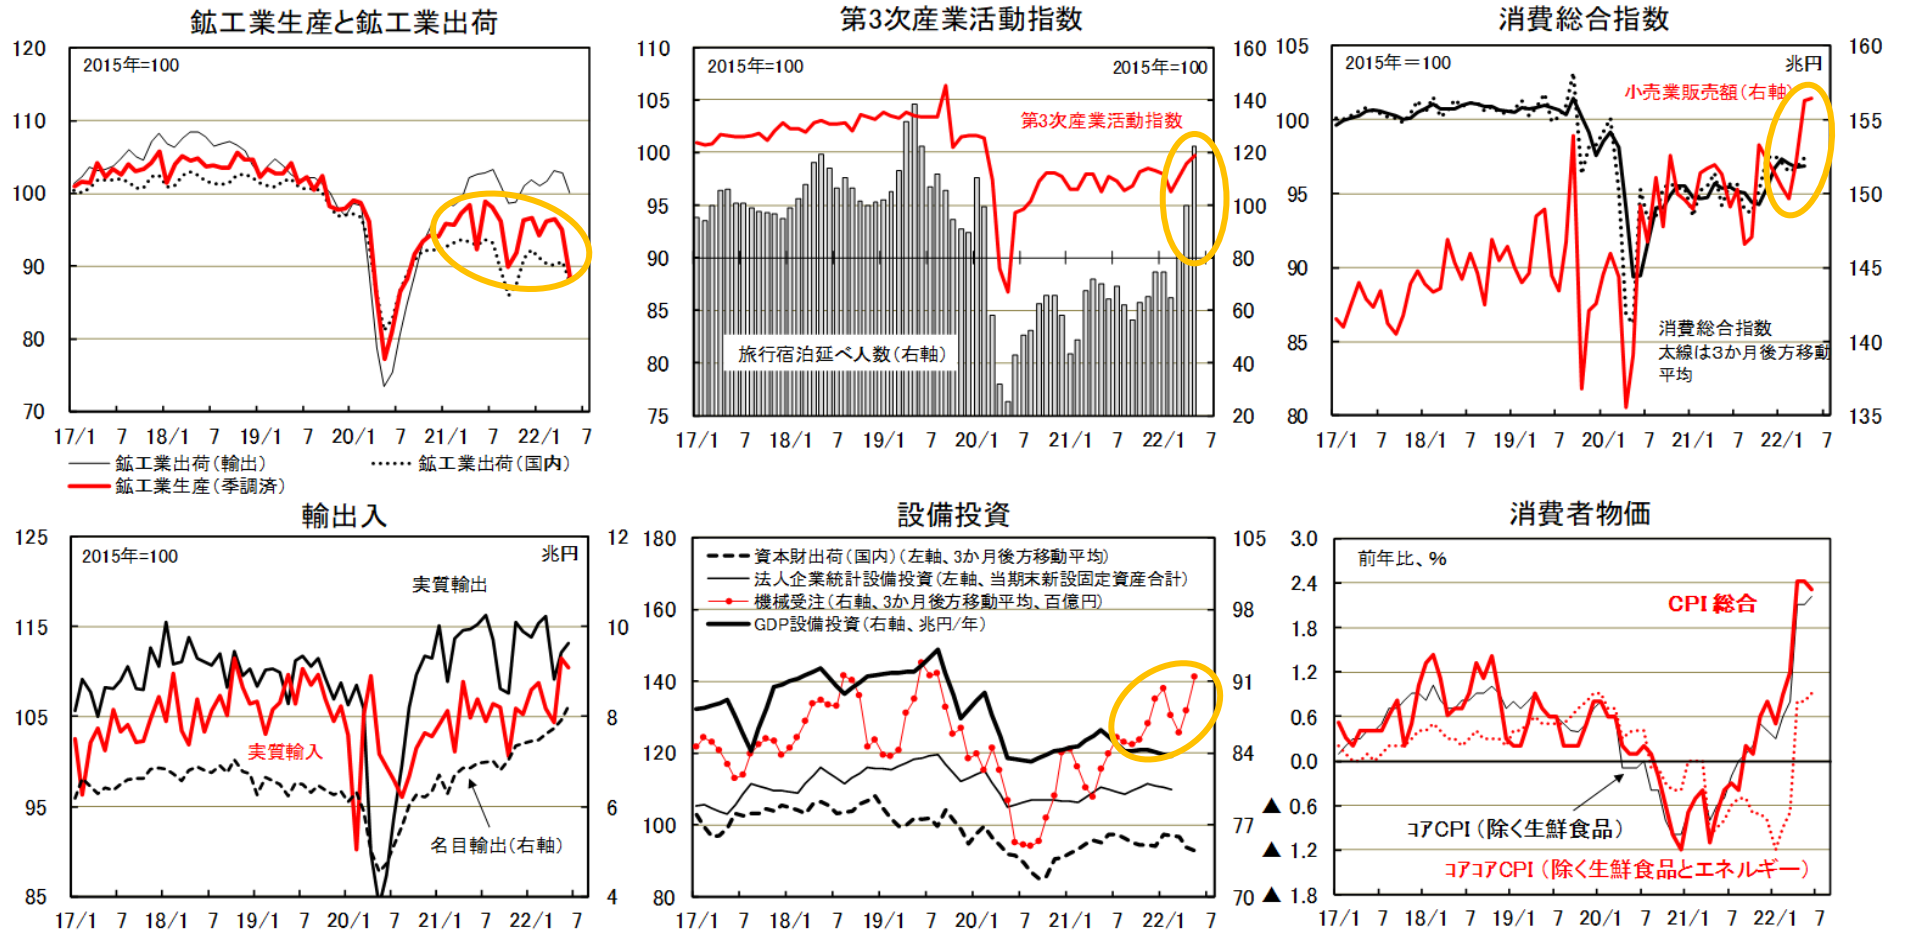 鉱工業生産と鉱工業出荷
120
110
100
90
80
70
2015年=100
17/1 7 18/1 7 19/1 7 20/1 7 21/1 7 22/1 7
鉱工業出荷(輸出)
鉱工業出荷(国内)
鉱工業生産(季調済)
第3次産業活動指数
110
105
100
95
90
85
80
75
2015年=100
2015年=100
第3次産業活動指数
旅行宿泊延べ人数(右軸)
160
140
120
100
80
60
40
20
17/1 7 18/1 7 19/1 7 20/1 7 21/1 7 22/1 7
消費総合指数
105
100
95
90
85
80
2015年=100
兆円
小売業販売額(右軸)
消費総合指数
太線は3か月後方移動
平均
160
155
150
145
140
135
17/1 7 18/1 7 19/1 7 20/1 7 21/1 7 22/1 7
輸出入
125
115
105
95
85
2015年=100
兆円
実質輸出
実質輸入
名目輸出(右軸)
12
10
8
6
4
17/1 7 18/1 7 19/1 7 20/1 7 21/1 7 22/1 7
設備投資
180
160
140
120
100
80
資本財出荷(国内)(左軸、3か月後方移動平均)
法人企業統計設備投資(左軸、当期末新設固定資産合計)
機械受注(右軸、3か月後方移動平均、百億円)
GDP設備投資(右軸、兆円/年)
105
98
91
84
77
70
17/1 7 18/1 7 19/1 7 20/1 7 21/1 7 22/1 7
消費者物価
3.0
2.4
1.8
1.2
0.6
0.0
▲ 0.6
▲ 1.2
▲ 1.8
前年比、%
CPI 総合
コアCPI(除く生鮮食品)
コアコアCPI(除く生鮮食品とエネルギー)
17/1 7 18/1 7 19/1 7 20/1 7 21/1 7 22/1 7